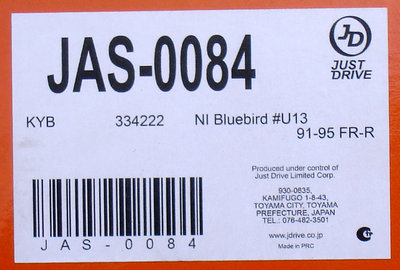 JAS-0084
JD
JUST
DRIVE
KYB 334222 NI Bluebird #U13
91-95 FR-R
Produced under control of
Just Drive Limited Corp.
930-0835,
KAMIFUGO 1-8-43,
TOYAMA CITY, TOYAMA
PREFECTURE, JAPAN
TEL : 076-482-3501
www.jdrive.co.jp
Made in PRC
JAS-0084